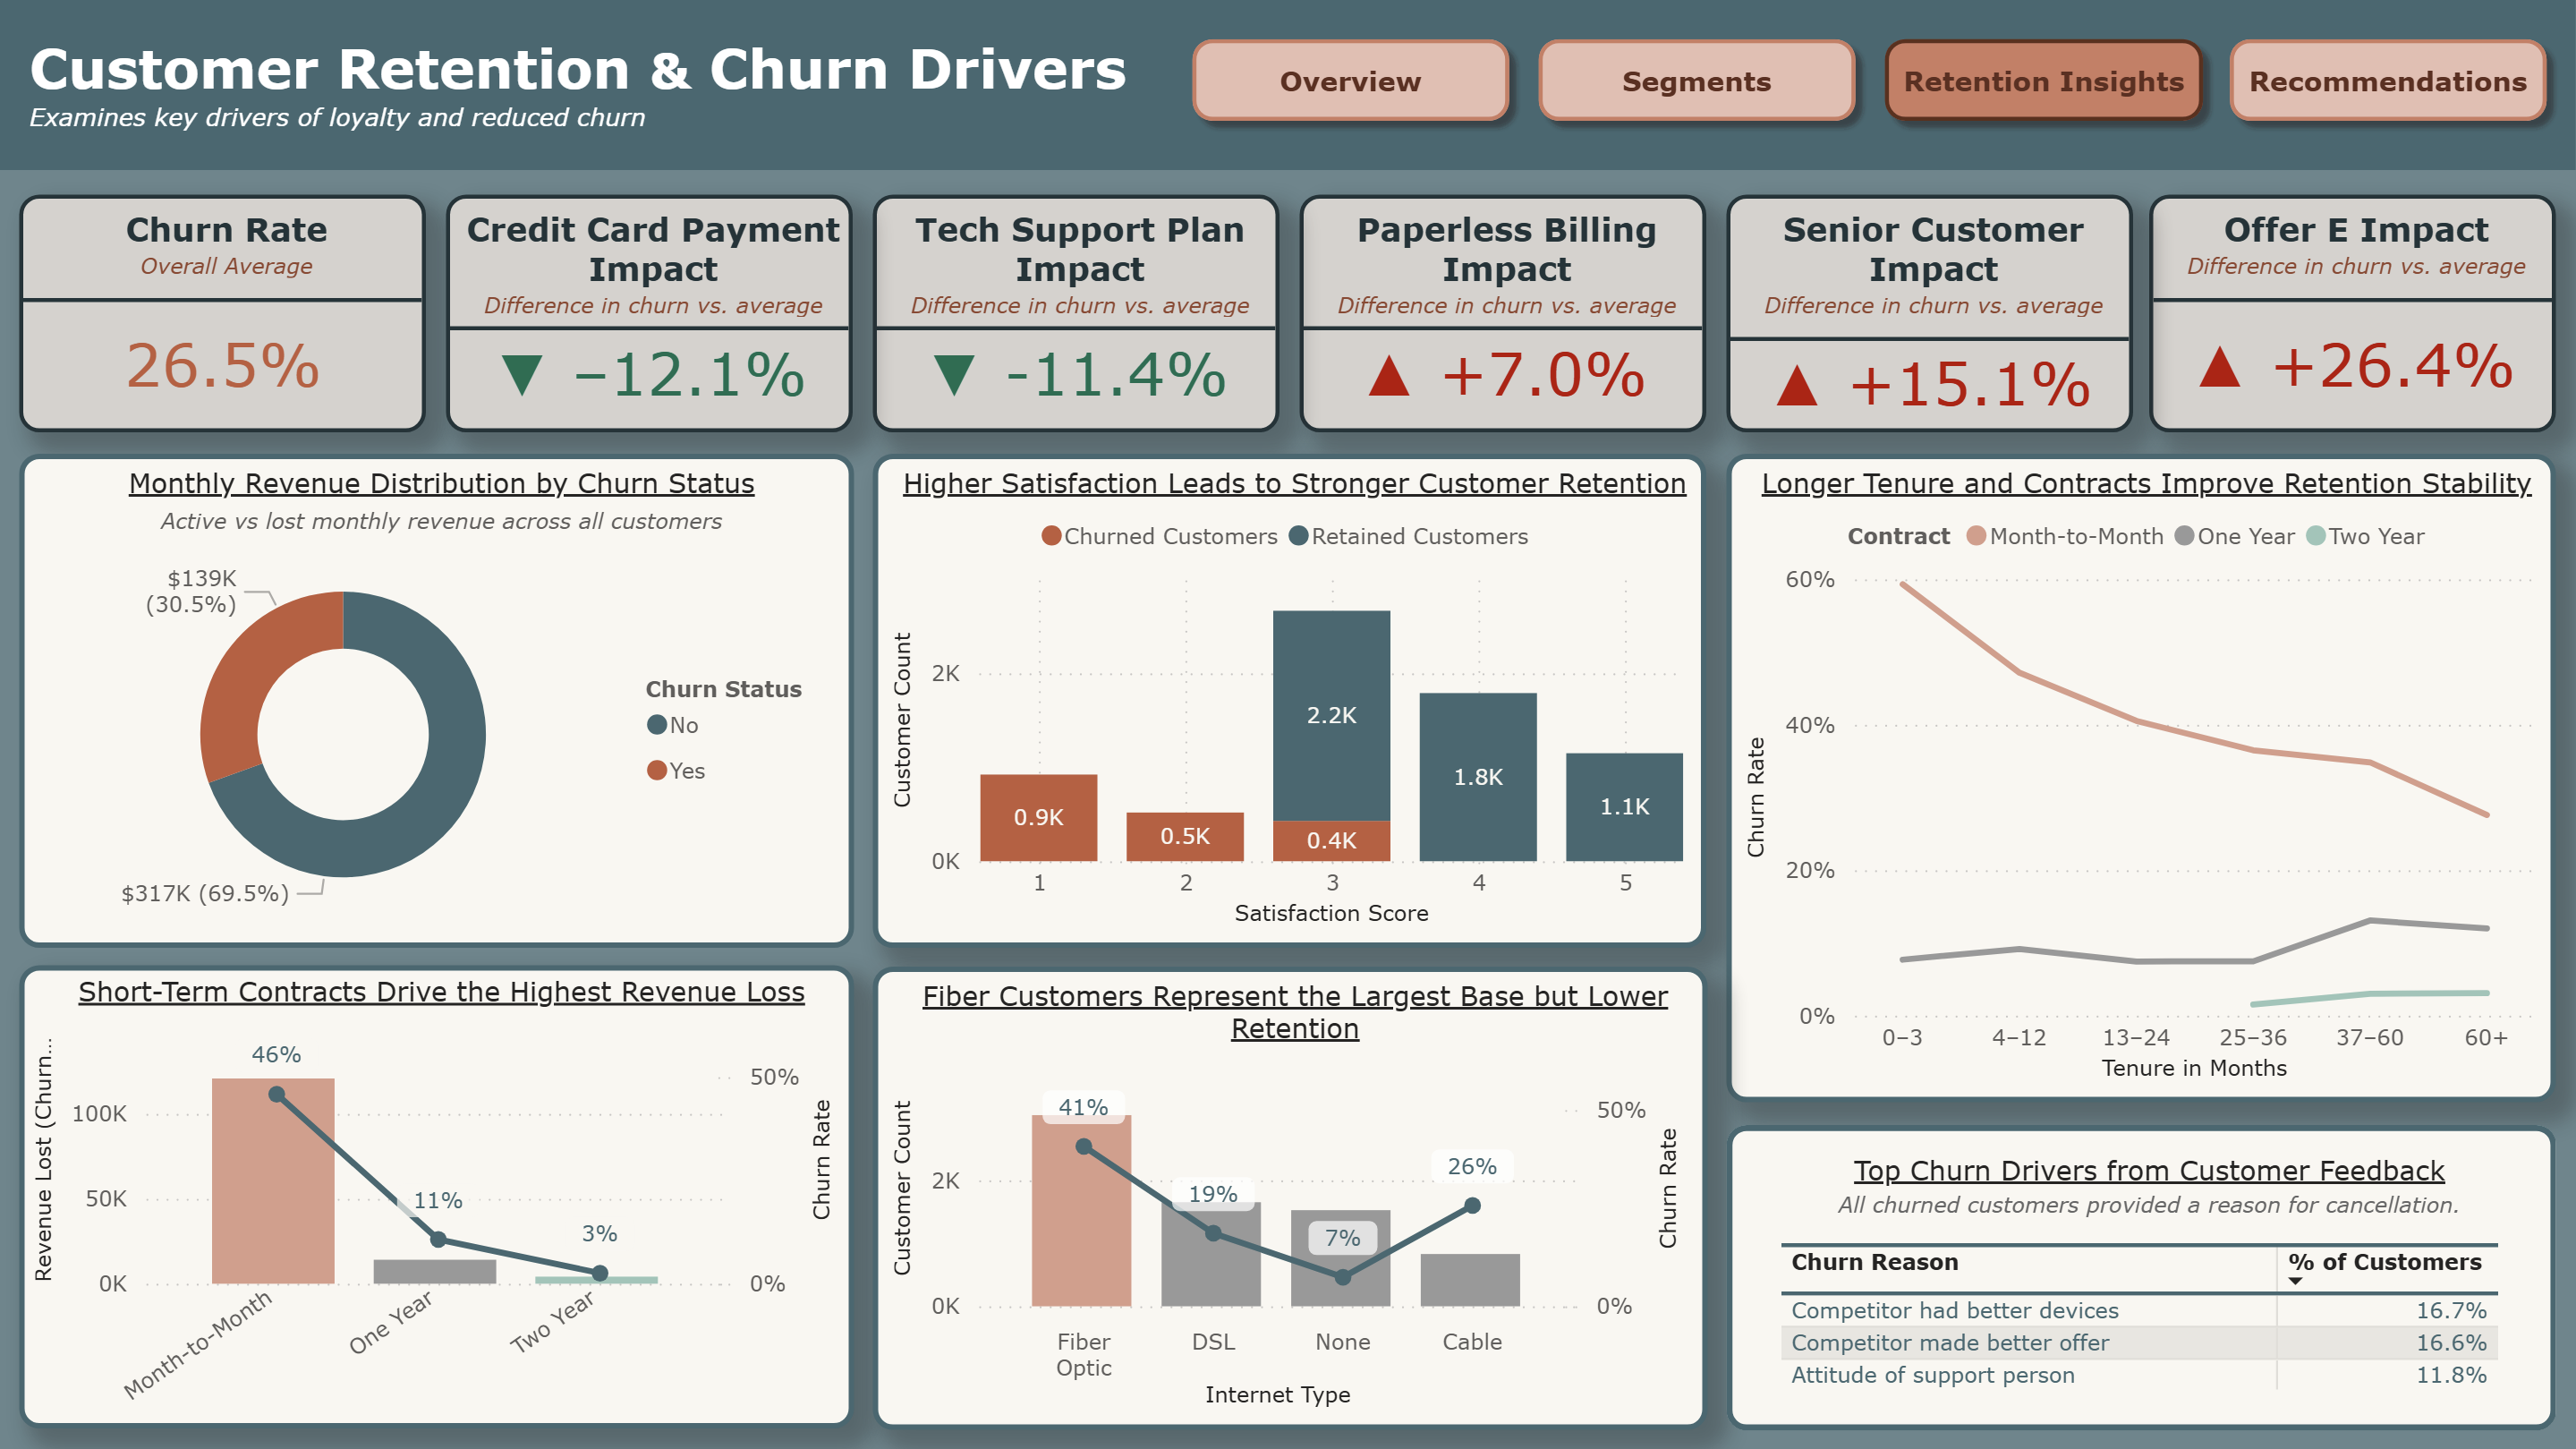 Customer Retention & Churn Drivers
Examines key drivers of loyalty and reduced churn
Overview
Segments
Retention Insights
Recommendations
Churn Rate
Overall Average
26.5%
Credit Card Payment
Impact
Difference in churn vs. average
▼ −12.1%
Tech Support Plan
Impact
Difference in churn vs. average
▼ -11.4%
Paperless Billing
Impact
Difference in churn vs. average
▲ +7.0%
Senior Customer
Impact
Difference in churn vs. average
▲ +15.1%
Offer E Impact
Difference in churn vs. average
▲ +26.4%
Monthly Revenue Distribution by Churn Status
Active vs lost monthly revenue across all customers
$139K
(30.5%)
$317K (69.5%)
Churn Status
No
Yes
Higher Satisfaction Leads to Stronger Customer Retention
Churned Customers Retained Customers
Customer Count
2K
0K
0.9K
0.5K
2.2K
0.4K
1.8K
1.1K
1 2 3 4 5
Satisfaction Score
Longer Tenure and Contracts Improve Retention Stability
Contract Month-to-Month One Year Two Year
Churn Rate
60%
40%
20%
0%
0–3 4–12 13–24 25–36 37–60 60+
Tenure in Months
Short-Term Contracts Drive the Highest Revenue Loss
Revenue Lost (Churn...
100K
50K
0K
46%
11%
3%
50%
0%
Churn Rate
Month-to-Month
One Year
Two Year
Fiber Customers Represent the Largest Base but Lower
Retention
Customer Count
2K
0K
41%
19%
7%
26%
50%
0%
Churn Rate
Fiber
Optic
DSL
None
Cable
Internet Type
Top Churn Drivers from Customer Feedback
All churned customers provided a reason for cancellation.
Churn Reason % of Customers
Competitor had better devices 16.7%
Competitor made better offer 16.6%
Attitude of support person 11.8%